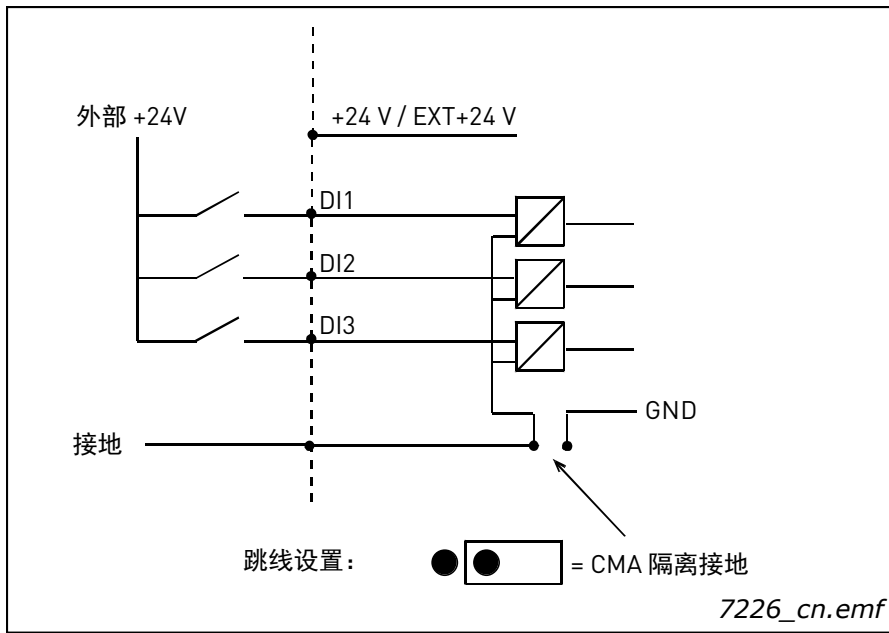 外部 +24V
+24 V / EXT+24 V
DI1
DI2
DI3
GND
接地
跳线设置：
= CMA 隔离接地
7226_cn.emf